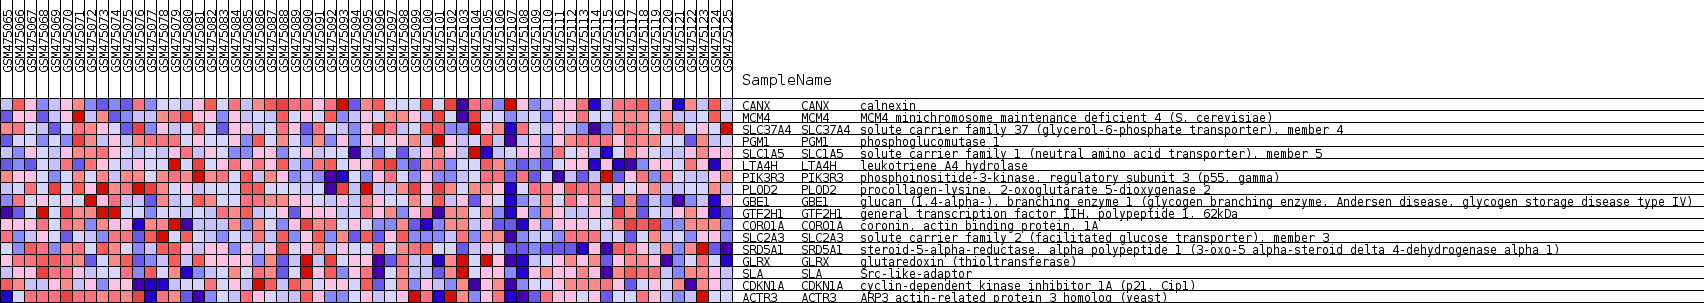 GSM475065
GSM475066
GSM475067
GSM475068
GSM475069
GSM475070
GSM475071
GSM475072
GSM475073
GSM475074
GSM475075
GSM475076
GSM475077
GSM475078
GSM475079
GSM475080
GSM475081
GSM475082
GSM475083
GSM475084
GSM475085
GSM475086
GSM475087
GSM475088
GSM475089
GSM475090
GSM475091
GSM475092
GSM475093
GSM475094
GSM475095
GSM475096
GSM475097
GSM475098
GSM475099
GSM475100
GSM475101
GSM475102
GSM475103
GSM475104
GSM475105
GSM475106
GSM475107
GSM475108
GSM475109
GSM475110
GSM475111
GSM475112
GSM475113
GSM475114
GSM475115
GSM475116
GSM475117
GSM475118
GSM475119
GSM475120
GSM475121
GSM475122
GSM475123
GSM475124
GSM475125
SampleName
CANX CANX calnexin
MCM4 MCM4 MCM4 minichromosome maintenance deficient 4 (S. cerevisiae)
SLC37A4 SLC37A4 solute carrier family 37 (glycerol-6-phosphate transporter), member 4
PGM1 PGM1 phosphoglucomutase 1
SLC1A5 SLC1A5 solute carrier family 1 (neutral amino acid transporter), member 5
LTA4H LTA4H leukotriene A4 hydrolase
PIK3R3 PIK3R3 phosphoinositide-3-kinase, regulatory subunit 3 (p55, gamma)
PLOD2 PLOD2 procollagen-lysine, 2-oxoglutarate 5-dioxygenase 2
GBE1 GBE1 glucan (1,4-alpha-), branching enzyme 1 (glycogen branching enzyme, Andersen disease, glycogen storage disease type IV)
GTF2H1 GTF2H1 general transcription factor IIH, polypeptide 1, 62kDa
CORO1A CORO1A coronin, actin binding protein, 1A
SLC2A3 SLC2A3 solute carrier family 2 (facilitated glucose transporter), member 3
SRD5A1 SRD5A1 steroid-5-alpha-reductase, alpha polypeptide 1 (3-oxo-5 alpha-steroid delta 4-dehydrogenase alpha 1)
GLRX GLRX glutaredoxin (thioltransferase)
SLA SLA Src-like-adaptor
CDKN1A CDKN1A cyclin-dependent kinase inhibitor 1A (p21, Cip1)
ACTR3 ACTR3 ARP3 actin-related protein 3 homolog (yeast)